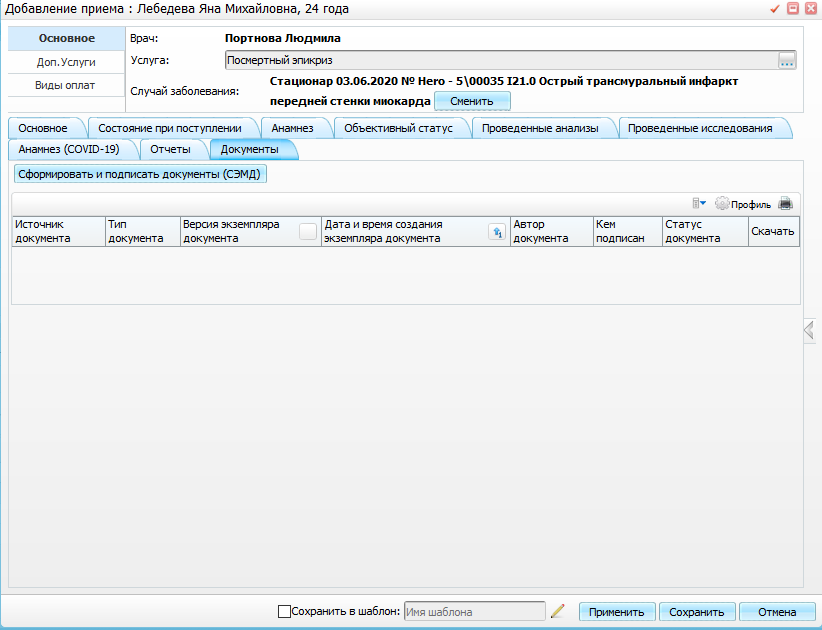 Добавление приема : Лебедева Яна Михайловна, 24 года
Основное
Доп.Услуги
Виды оплат
Врач: Портнова Людмила
Услуга: Посмертный эпикриз ...
Случай заболевания: Стационар 03.06.2020 № Hero - 5\00035 I21.0 Острый трансмуральный инфаркт
передней стенки миокарда Сменить
Основное Состояние при поступлении Анамнез Объективный статус Проведенные анализы Проведенные исследования
Анамнез (COVID-19) Отчеты Документы
Сформировать и подписать документы (СЭМД)
Профиль
Источник документа Тип документа Версия экземпляра документа Дата и время создания экземпляра документа 1 Автор документа Кем подписан Статус документа Скачать
Сохранить в шаблон: Имя шаблона Применить Сохранить Отмена